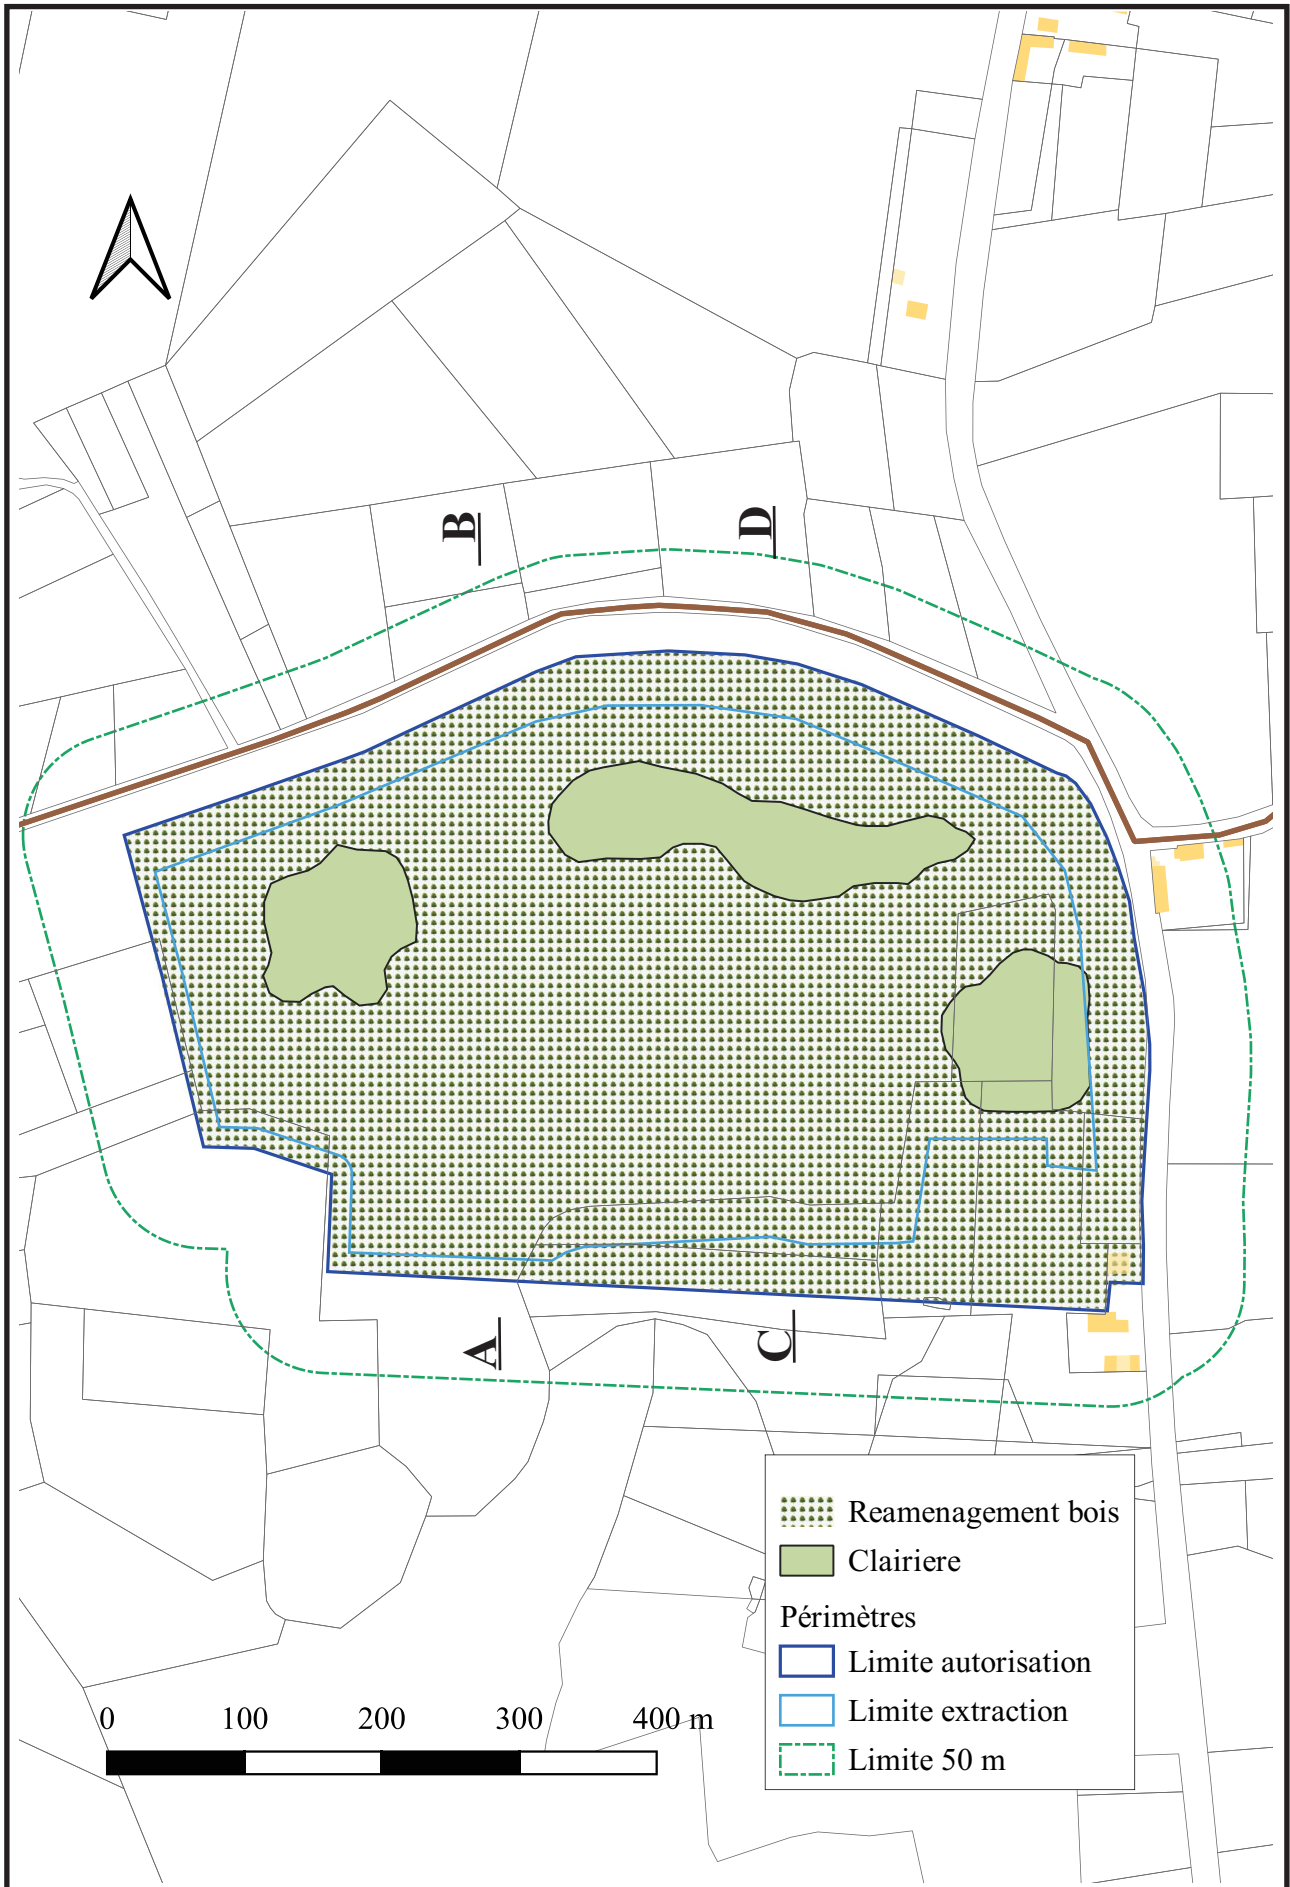 B
D
A
C
Reamenagement bois
Clairiere
Périmètres
Limite autorisation
Limite extraction
Limite 50 m
0 100 200 300 400 m